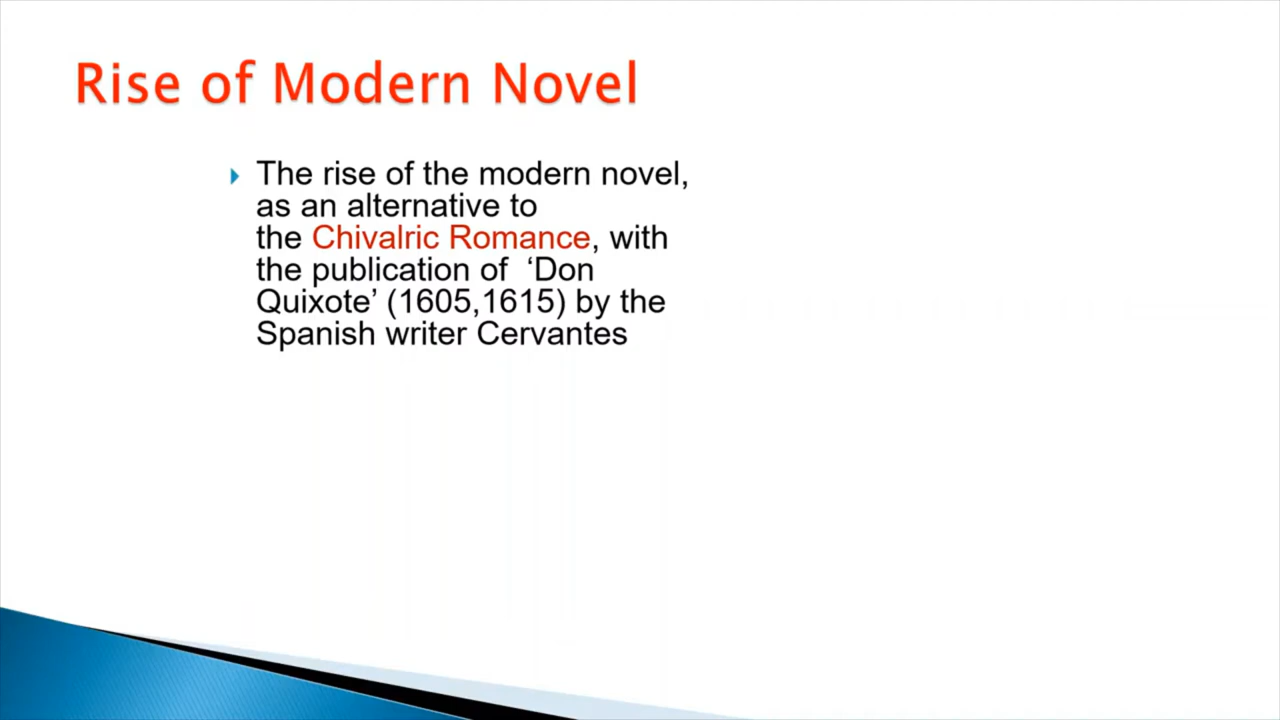 Rise of Modern Novel
The rise of the modern novel,
as an alternative to
the Chivalric Romance, with
the publication of ‘Don
Quixote’ (1605,1615) by the
Spanish writer Cervantes